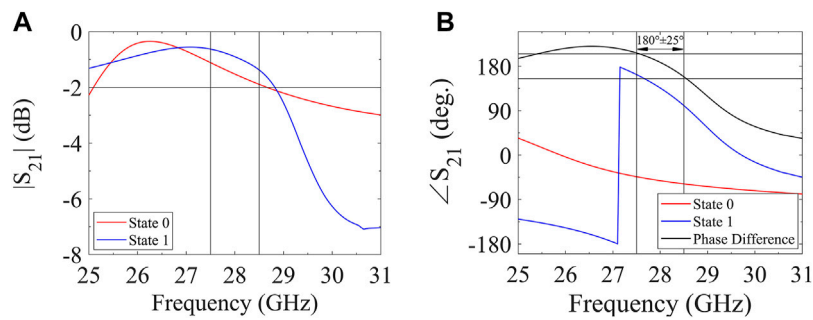 A
|S21| (dB)
0
-2
-4
-6
-8
State 0
State 1
25 26 27 28 29 30 31
Frequency (GHz)
B
180°±25°
∠S21 (deg.)
180
90
0
-90
-180
State 0
State 1
Phase Difference
25 26 27 28 29 30 31
Frequency (GHz)